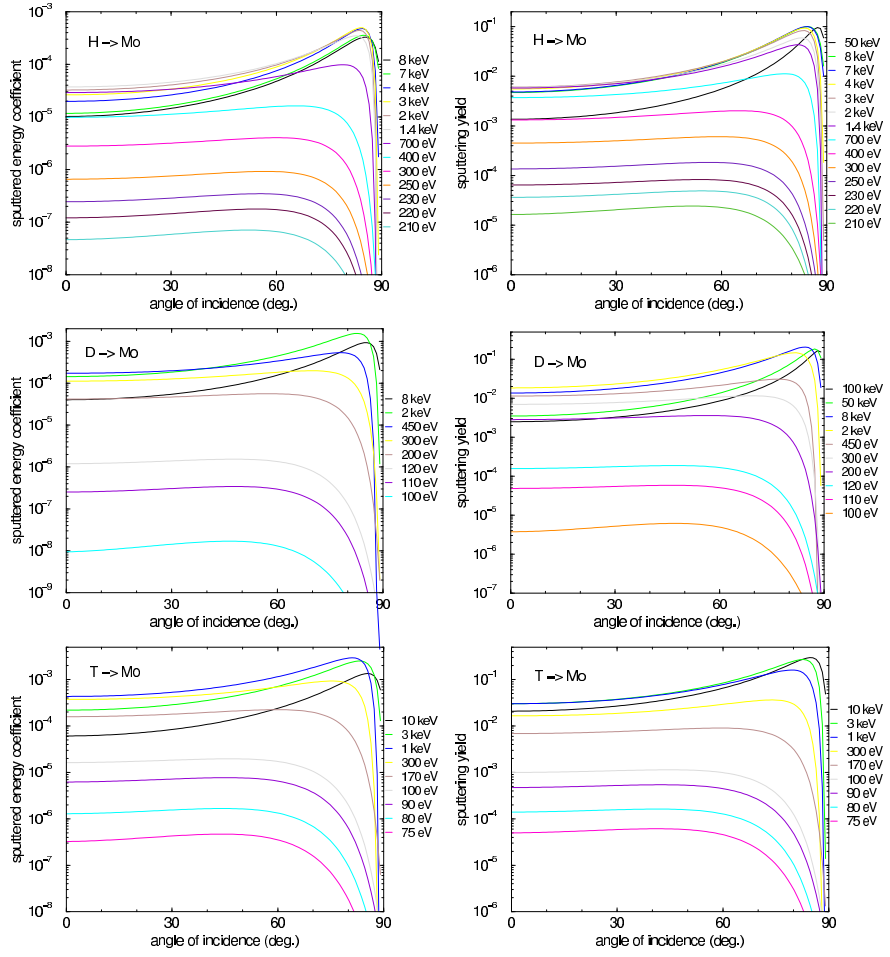 H -> Mo
sputtered energy coefficient
10⁻³
10⁻⁴
10⁻⁵
10⁻⁶
10⁻⁷
10⁻⁸
0
30
60
90
angle of incidence (deg.)
8 keV
7 keV
4 keV
3 keV
2 keV
1.4 keV
700 eV
400 eV
300 eV
250 eV
230 eV
220 eV
210 eV
H -> Mo
sputtering yield
10⁰
10⁻¹
10⁻²
10⁻³
10⁻⁴
10⁻⁵
10⁻⁶
0
30
60
90
angle of incidence (deg.)
50 keV
8 keV
7 keV
4 keV
3 keV
2 keV
1.4 keV
700 eV
400 eV
300 eV
250 eV
230 eV
220 eV
210 eV
D -> Mo
sputtered energy coefficient
10⁻³
10⁻⁴
10⁻⁵
10⁻⁶
10⁻⁷
10⁻⁸
10⁻⁹
0
30
60
90
angle of incidence (deg.)
8 keV
2 keV
450 eV
300 eV
200 eV
120 eV
110 eV
100 eV
D -> Mo
sputtering yield
10⁻¹
10⁻²
10⁻³
10⁻⁴
10⁻⁵
10⁻⁶
10⁻⁷
0
30
60
90
angle of incidence (deg.)
100 keV
50 keV
8 keV
2 keV
450 eV
300 eV
200 eV
120 eV
110 eV
100 eV
T -> Mo
sputtered energy coefficient
10⁻³
10⁻⁴
10⁻⁵
10⁻⁶
10⁻⁷
10⁻⁸
0
30
60
90
angle of incidence (deg.)
10 keV
3 keV
1 keV
300 eV
170 eV
100 eV
90 eV
80 eV
75 eV
T -> Mo
sputtering yield
10⁰
10⁻¹
10⁻²
10⁻³
10⁻⁴
10⁻⁵
10⁻⁶
0
30
60
90
angle of incidence (deg.)
10 keV
3 keV
1 keV
300 eV
170 eV
100 eV
90 eV
80 eV
75 eV